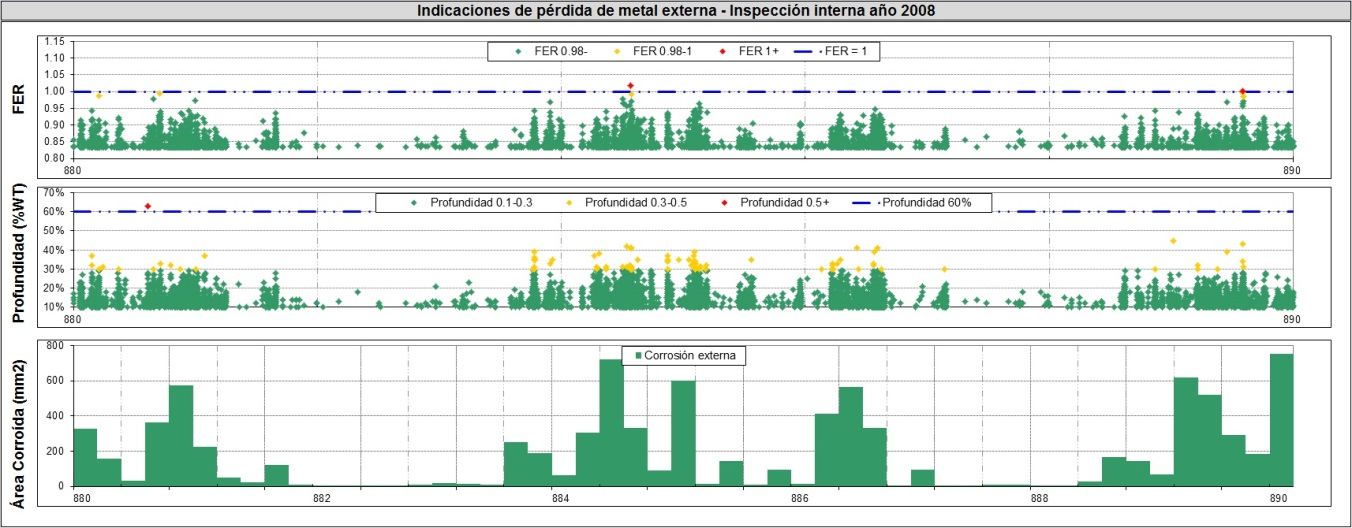 Indicaciones de pérdida de metal externa - Inspección interna año 2008
FER
1.15
1.10
1.05
1.00
0.95
0.90
0.85
0.80
FER 0.98- FER 0.98-1 FER 1+ FER = 1
880 890
Profundidad (%WT)
70%
60%
50%
40%
30%
20%
10%
Profundidad 0.1-0.3 Profundidad 0.3-0.5 Profundidad 0.5+ Profundidad 60%
880 890
Área Corroida (mm2)
800
600
400
200
0
Corrosión externa
880 882 884 886 888 890